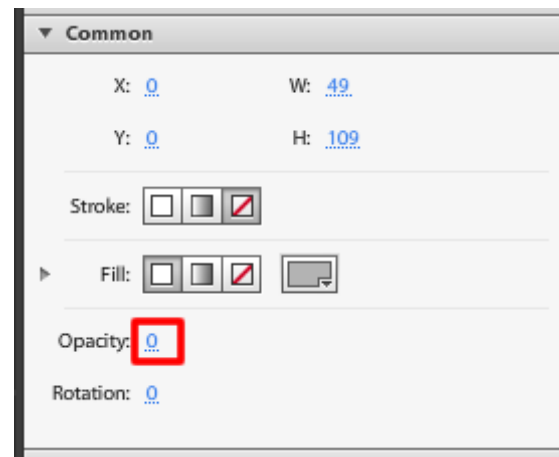 Common
X: 0 W: 49
Y: 0 H: 109
Stroke:
Fill:
Opacity: 0
Rotation: 0